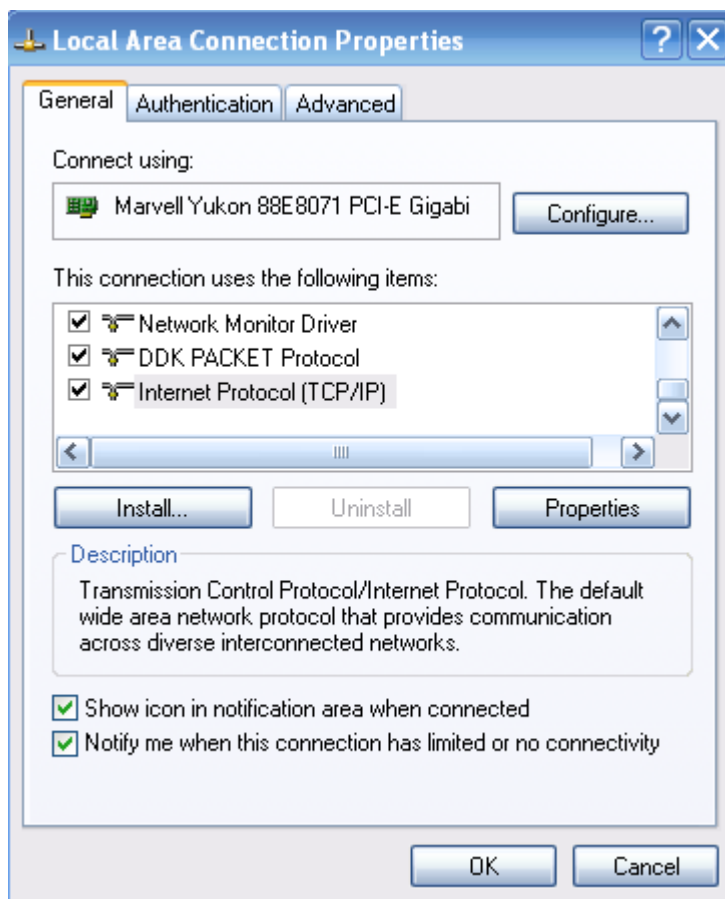 Local Area Connection Properties
General Authentication Advanced
Connect using:
Marvell Yukon 88E8071 PCI-E Gigabi
Configure...
This connection uses the following items:
Network Monitor Driver
DDK PACKET Protocol
Internet Protocol (TCP/IP)
Install... Uninstall Properties
Description
Transmission Control Protocol/Internet Protocol. The default
wide area network protocol that provides communication
across diverse interconnected networks.
Show icon in notification area when connected
Notify me when this connection has limited or no connectivity
OK Cancel